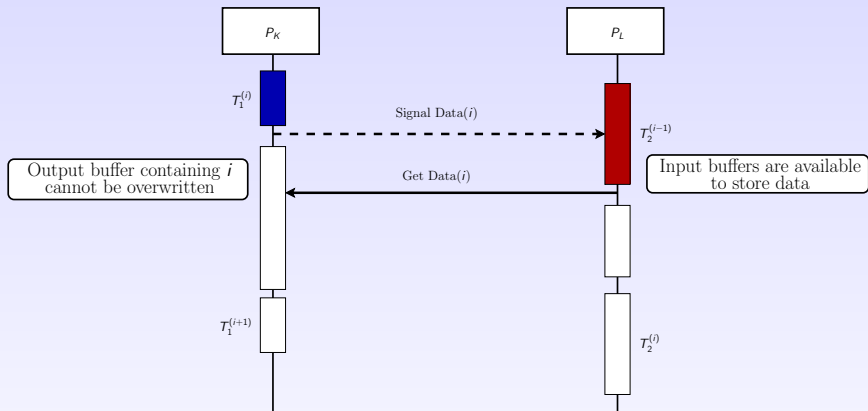 P_K
P_L
T_1^(i)
Signal Data(i)
T_2^(i−1)
Output buffer containing i
cannot be overwritten
Get Data(i)
Input buffers are available
to store data
T_1^(i+1)
T_2^(i)